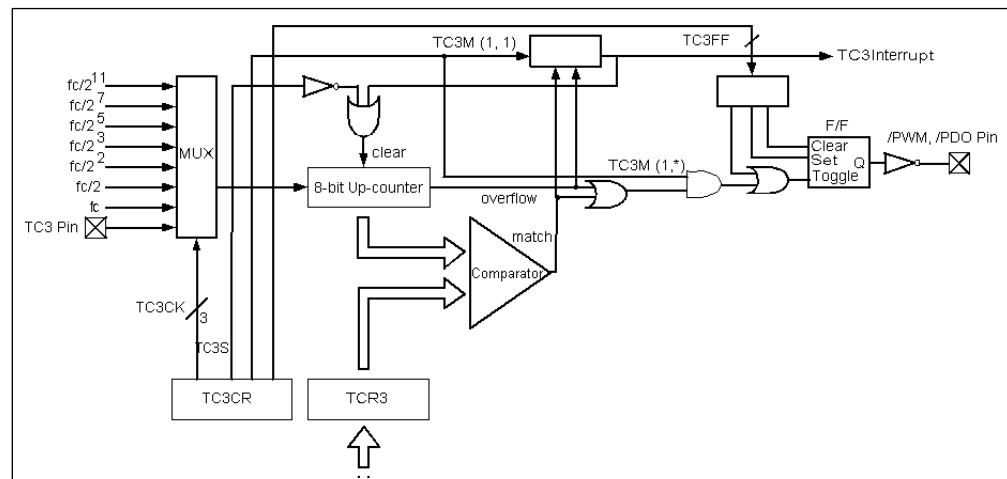 TC3M (1, 1)
TC3FF
TC3Interrupt
fc/2^11
fc/2^7
fc/2^5
fc/2^3
fc/2^2
fc/2
fc
TC3 Pin
MUX
clear
8-bit Up-counter
overflow
TC3M (1,*)
F/F
Clear
Set
Q
Toggle
/PWM, /PDO Pin
match
Comparator
TC3CK
3
TC3S
TC3CR
TCR3